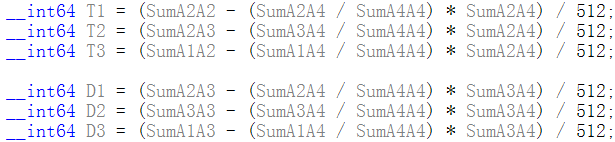 __int64 T1 = (SumA2A2 - (SumA2A4 / SumA4A4) * SumA2A4) / 512;
__int64 T2 = (SumA2A3 - (SumA3A4 / SumA4A4) * SumA2A4) / 512;
__int64 T3 = (SumA1A2 - (SumA1A4 / SumA4A4) * SumA2A4) / 512;
__int64 D1 = (SumA2A3 - (SumA2A4 / SumA4A4) * SumA3A4) / 512;
__int64 D2 = (SumA3A3 - (SumA3A4 / SumA4A4) * SumA3A4) / 512;
__int64 D3 = (SumA1A3 - (SumA1A4 / SumA4A4) * SumA3A4) / 512;